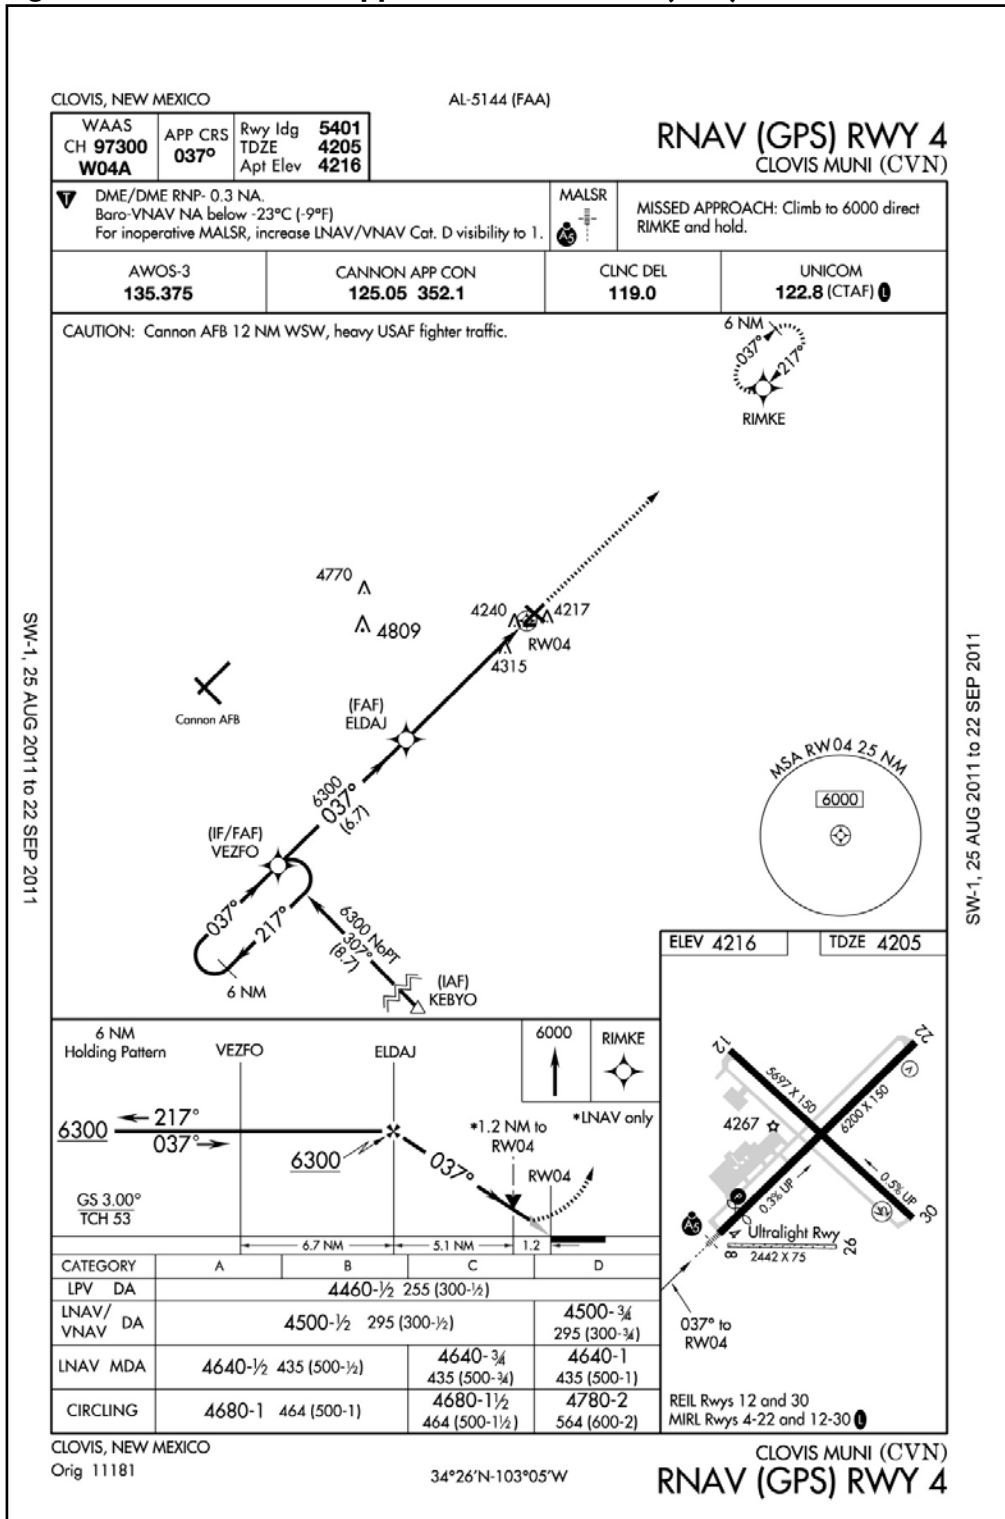 CLOVIS, NEW MEXICO
AL-5144 (FAA)
WAAS
CH 97300
W04A
APP CRS
037°
Rwy ldg 5401
TDZE 4205
Apt Elev 4216
RNAV (GPS) RWY 4
CLOVIS MUNI (CVN)
T
DME/DME RNP- 0.3 NA.
Baro-VNAV NA below -23°C (-9°F)
For inoperative MALSR, increase LNAV/VNAV Cat. D visibility to 1.
MALSR
A5
MISSED APPROACH: Climb to 6000 direct
RIMKE and hold.
AWOS-3
135.375
CANNON APP CON
125.05 352.1
CLNC DEL
119.0
UNICOM
122.8 (CTAF) L
CAUTION: Cannon AFB 12 NM WSW, heavy USAF fighter traffic.
6 NM
037°
217°
RIMKE
4770
4809
4240
4217
RW04
4315
Cannon AFB
(FAF)
ELDAJ
6300
037°
(6.7)
(IF/FAF)
VEZFO
037°
217°
6 NM
6300 NoPT
307°
(8.7)
(IAF)
KEBYO
MSA RW04 25 NM
6000
SW-1, 25 AUG 2011 to 22 SEP 2011
SW-1, 25 AUG 2011 to 22 SEP 2011
ELEV 4216
TDZE 4205
12
22
5697 X 150
6200 X 150
4267
0.3% UP
0.5% UP
P
V
A5
4
30
Ultralight Rwy
8
26
2442 X 75
037° to
RW04
REIL Rwys 12 and 30
MIRL Rwys 4-22 and 12-30 L
6 NM
Holding Pattern
VEZFO
ELDAJ
6000
RIMKE
*LNAV only
217°
6300
037°
6300
037°
*1.2 NM to
RW04
RW04
GS 3.00°
TCH 53
6.7 NM
5.1 NM
1.2
CATEGORY A B C D
LPV DA 4460-½ 255 (300-½)
LNAV/
VNAV DA 4500-½ 295 (300-½)
4500-¾
295 (300-¾)
LNAV MDA 4640-½ 435 (500-½)
4640-¾
435 (500-¾)
4640-1
435 (500-1)
CIRCLING 4680-1 464 (500-1)
4680-1½
464 (500-1½)
4780-2
564 (600-2)
CLOVIS, NEW MEXICO
Orig 11181
34°26'N-103°05'W
CLOVIS MUNI (CVN)
RNAV (GPS) RWY 4